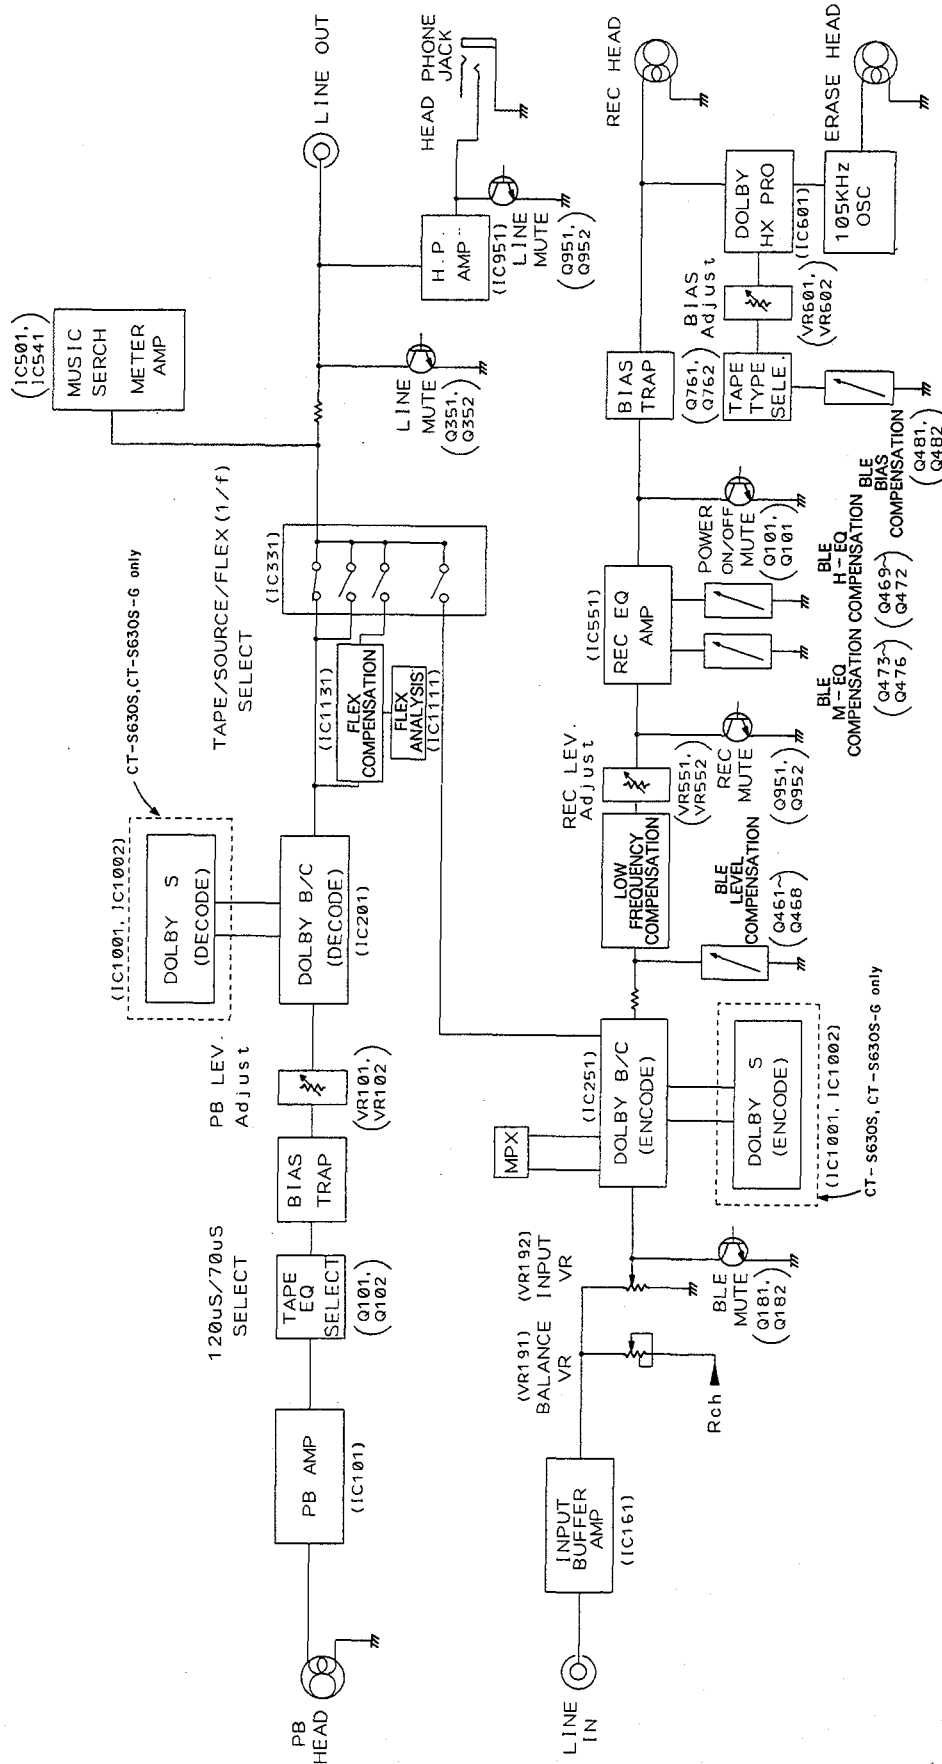 PB
HEAD
PB AMP
(IC101)
120uS/70uS
SELECT
TAPE
EQ
SELECT
(Q101,
Q102)
BIAS
TRAP
PB LEV.
Adjust
(VR101,
VR102)
(IC1001, IC1002)
DOLBY S
(DECODE)
DOLBY B/C
(DECODE)
(IC201)
CT-S630S,CT-S630S-G only
TAPE/SOURCE/FLEX(1/f)
SELECT
(IC1131)
FLEX
COMPENSATION
FLEX
ANALYSIS
(IC1111)
(IC331)
(IC501,
IC541)
MUSIC
SERCH
METER
AMP
LINE
MUTE
(Q351,
Q352)
H.P.
AMP
(IC951)
LINE
MUTE
(Q951,
Q952)
LINE OUT
HEAD PHONE
JACK
LINE
IN
INPUT
BUFFER
AMP
(IC161)
(VR191)
BALANCE
VR
Rch
(VR192)
INPUT
VR
BLE
MUTE
(Q181,
Q182)
MPX
(IC251)
DOLBY B/C
(ENCODE)
DOLBY S
(ENCODE)
(IC1001, IC1002)
CT-S630S, CT-S630S-G only
LOW
FREQUENCY
COMPENSATION
BLE
LEVEL
COMPENSATION
(Q461~
Q468)
REC LEV.
Adjust
(VR551,
VR552)
REC
MUTE
(Q951,
Q952)
(IC551)
REC EQ
AMP
BLE
M-EQ
COMPENSATION
(Q473~
Q476)
BLE
H-EQ
COMPENSATION
(Q469~
Q472)
POWER
ON/OFF
MUTE
(Q101,
Q101)
BIAS
TRAP
(Q761,
Q762)
TAPE
TYPE
SELE.
BLE
BIAS
COMPENSATION
(Q481,
Q482)
BIAS
Adjust
(VR601,
VR602)
DOLBY
HX PRO
(IC601)
105KHz
OSC
REC HEAD
ERASE HEAD